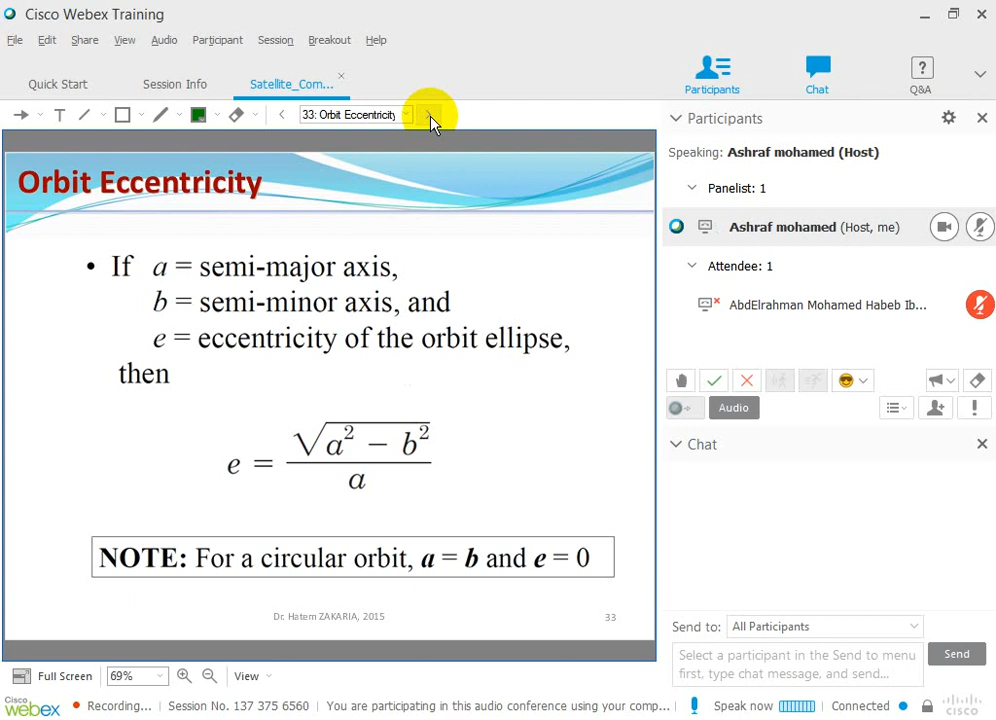 Cisco Webex Training
File Edit Share View Audio Participant Session Breakout Help
Quick Start Session Info Satellite_Com...
Participants Chat Q&A
T 33: Orbit Eccentricity
Participants
Speaking: Ashraf mohamed (Host)
Panelist: 1
Ashraf mohamed (Host, me)
Attendee: 1
AbdElrahman Mohamed Habeb Ib...
Audio
Chat
Send to: All Participants
Select a participant in the Send to menu
first, type chat message, and send...
Send
Orbit Eccentricity
• If a = semi-major axis,
b = semi-minor axis, and
e = eccentricity of the orbit ellipse,
then
e = √(a² − b²) / a
NOTE: For a circular orbit, a = b and e = 0
Dr. Hatem ZAKARIA, 2015 33
Full Screen 69% View
Cisco webex Recording... Session No. 137 375 6560 You are participating in this audio conference using your comp... Speak now Connected cisco